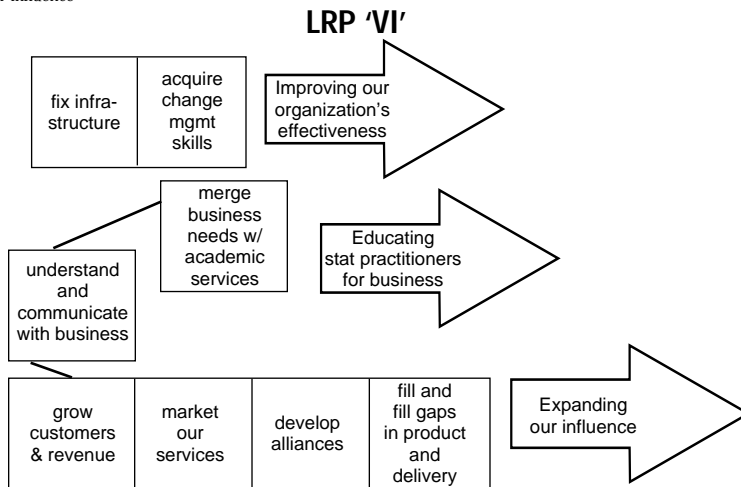 LRP ‘VI’
fix infra-
structure
acquire
change
mgmt
skills
Improving our
organization’s
effectiveness
merge
business
needs w/
academic
services
Educating
stat practitioners
for business
understand
and
communicate
with business
grow
customers
& revenue
market
our
services
develop
alliances
fill and
fill gaps
in product
and
delivery
Expanding
our influence